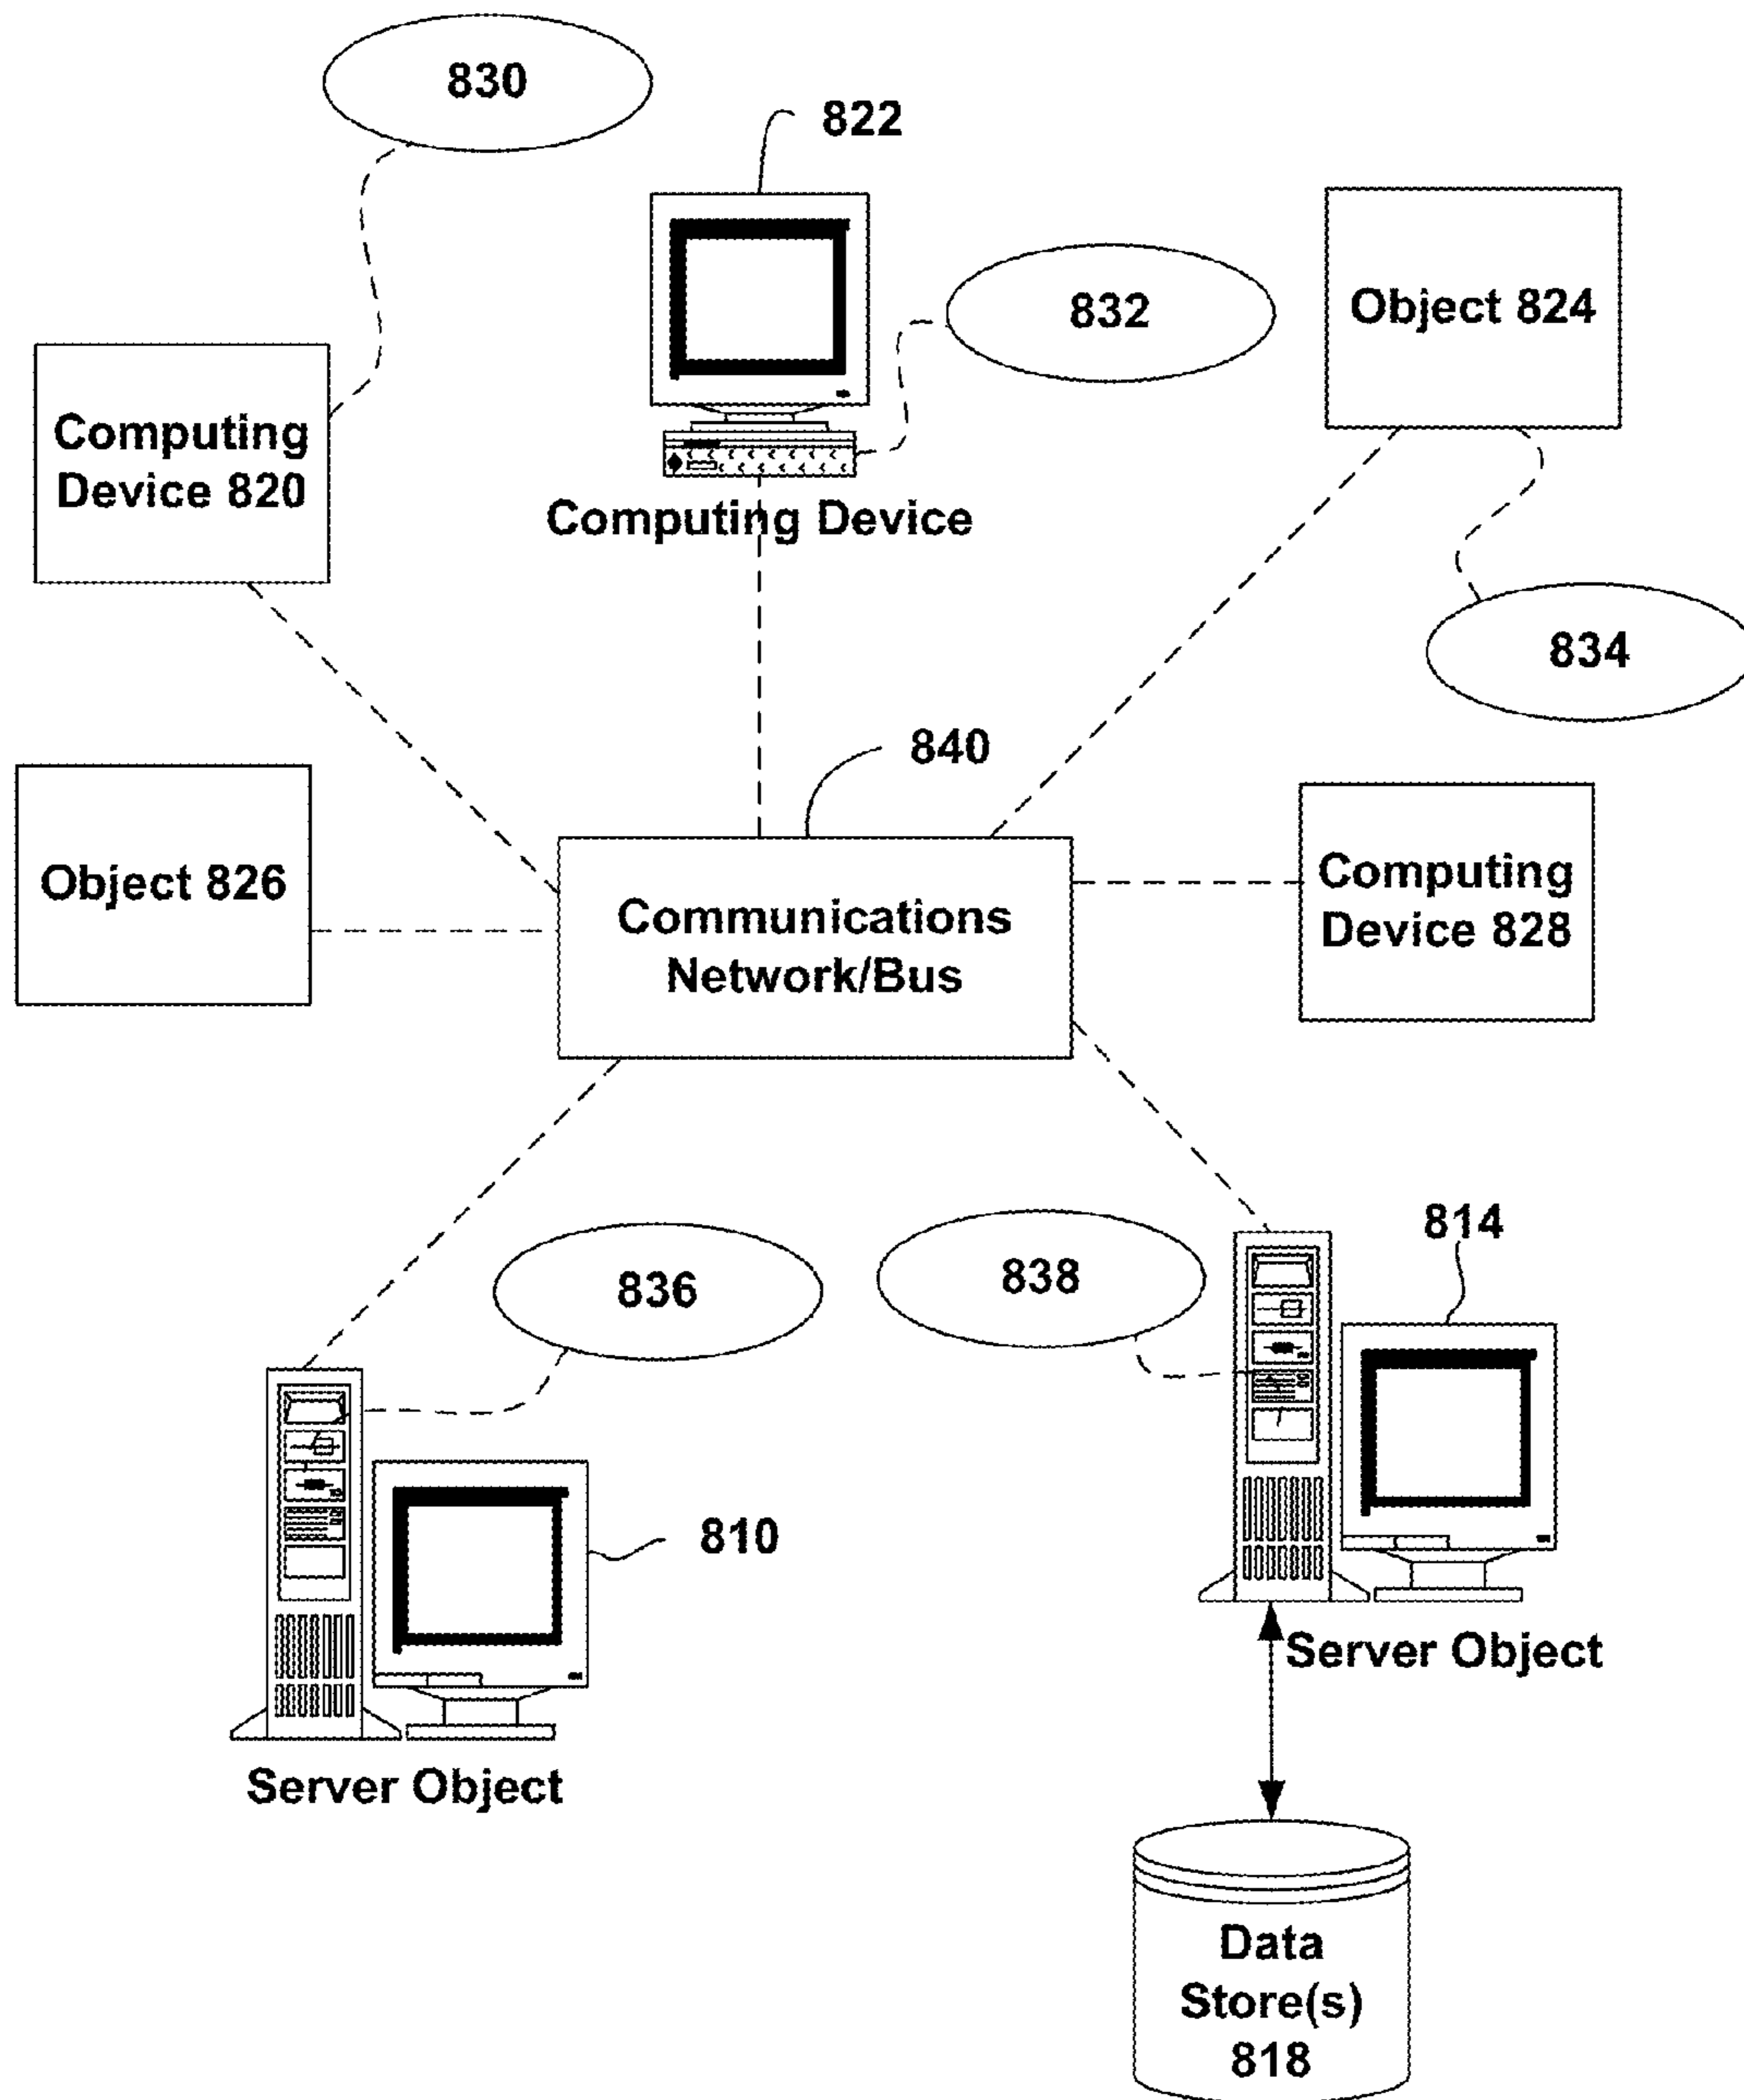 830
822
832
Object 824
Computing
Device 820
Computing Device
834
840
Object 826
Communications
Network/Bus
Computing
Device 828
836
838
814
810
Server Object
Server Object
Data
Store(s)
818